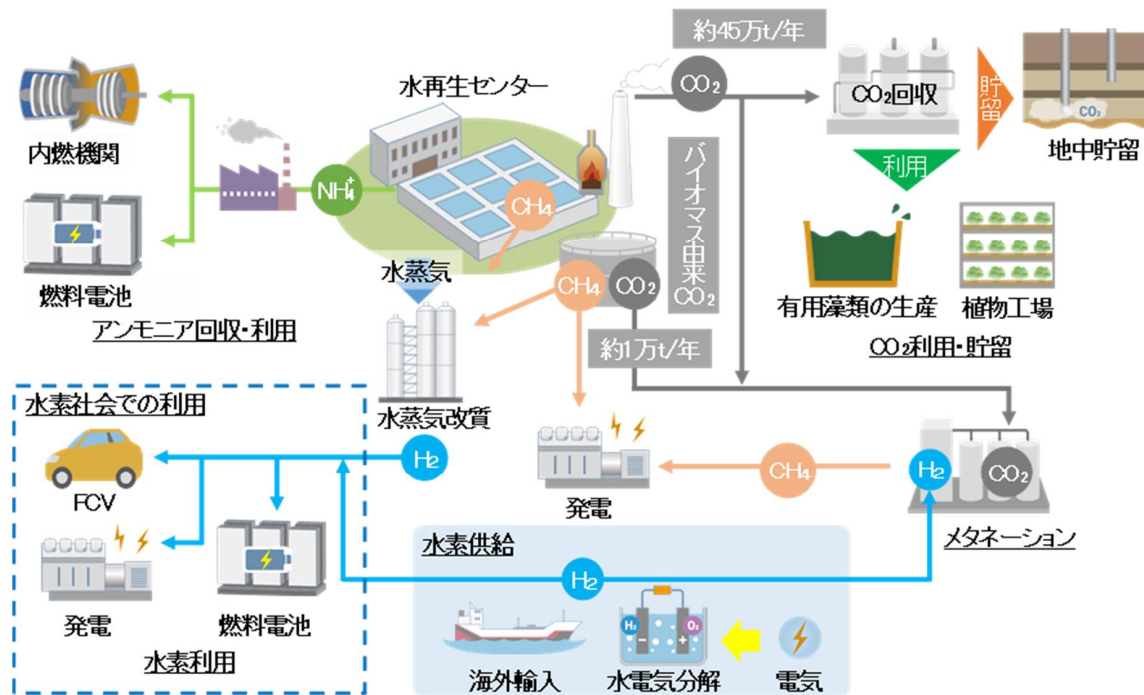 約45万t/年
CO₂
CO₂回収
貯留
CO₂
地中貯留
利用
有用藻類の生産
植物工場
CO₂利用・貯留
水再生センター
内燃機関
NH₄⁺
CH₄
燃料電池
アンモニア回収・利用
バイオマス由来CO₂
水蒸気
CH₄
CO₂
約1万t/年
水蒸気改質
水素社会での利用
H₂
FCV
発電
CH₄
H₂
CO₂
メタネーション
発電
燃料電池
水素利用
水素供給
H₂
H₂
O₂
−
+
海外輸入
水電気分解
電気